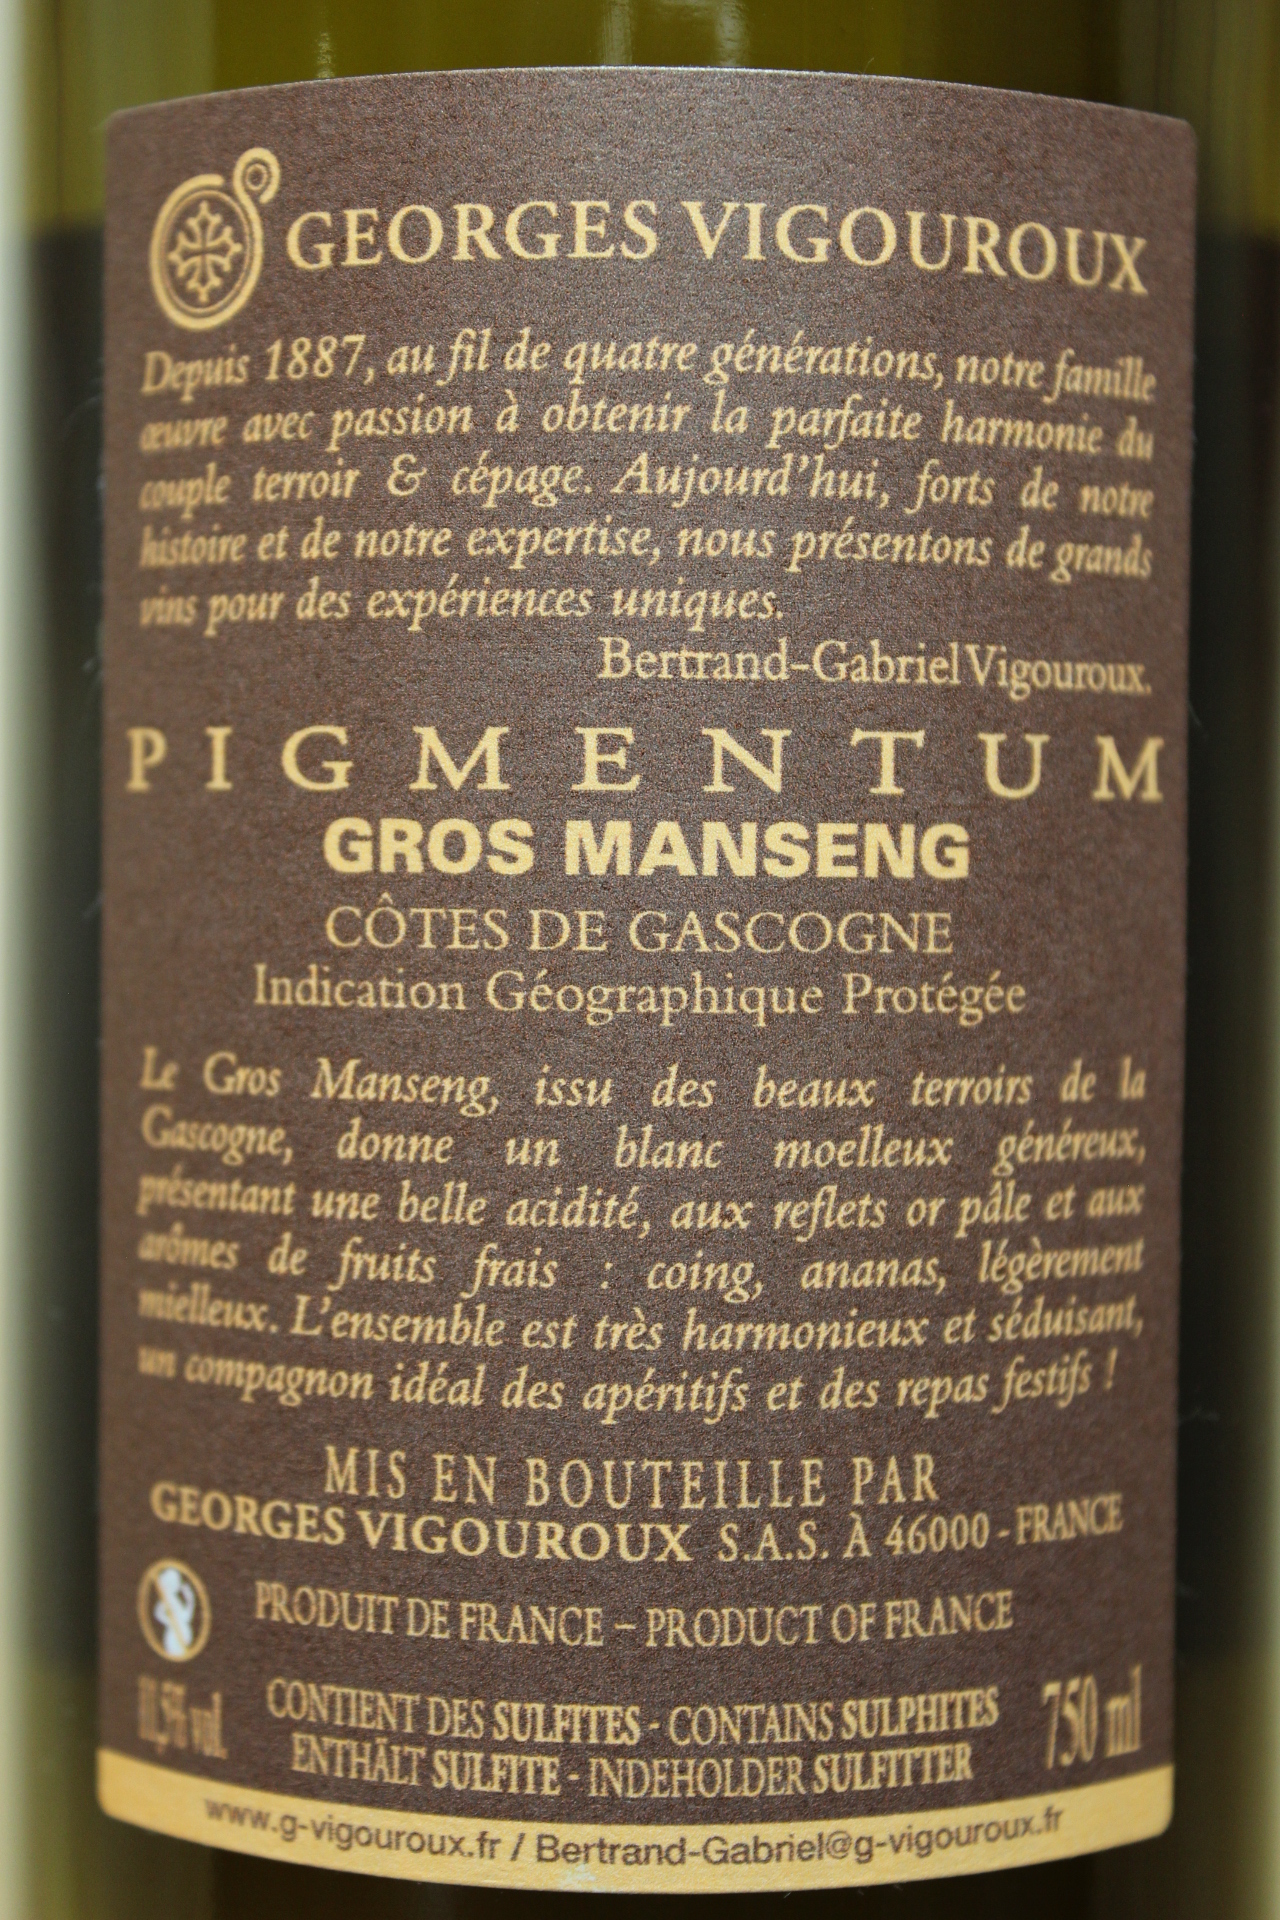 GEORGES VIGOUROUX
Depuis 1887, au fil de quatre générations, notre famille
œuvre avec passion à obtenir la parfaite harmonie du
couple terroir & cépage. Aujourd'hui, forts de notre
histoire et de notre expertise, nous présentons de grands
vins pour des expériences uniques.
Bertrand-Gabriel Vigouroux.
PIGMENTUM
GROS MANSENG
CÔTES DE GASCOGNE
Indication Géographique Protégée
Le Gros Manseng, issu des beaux terroirs de la
Gascogne, donne un blanc moelleux généreux,
présentant une belle acidité, aux reflets or pâle et aux
arômes de fruits frais : coing, ananas, légèrement
mielleux. L'ensemble est très harmonieux et séduisant,
un compagnon idéal des apéritifs et des repas festifs !
MIS EN BOUTEILLE PAR
GEORGES VIGOUROUX S.A.S. À 46000 - FRANCE
PRODUIT DE FRANCE – PRODUCT OF FRANCE
11,5% vol.
CONTIENT DES SULFITES - CONTAINS SULPHITES
ENTHÄLT SULFITE - INDEHOLDER SULFITTER
750 ml
www.g-vigouroux.fr / Bertrand-Gabriel@g-vigouroux.fr